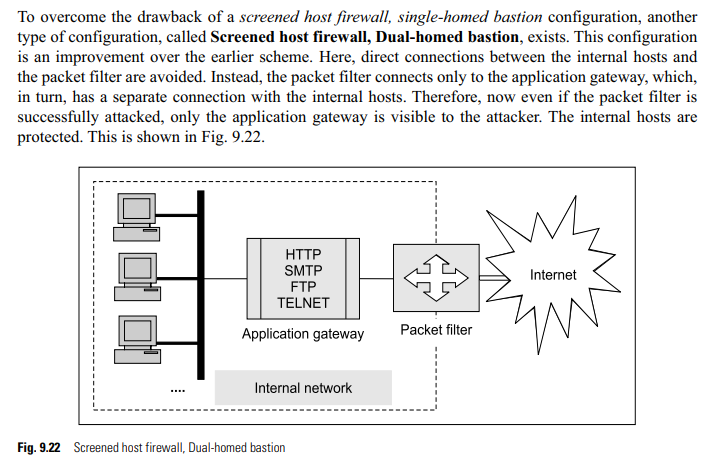 To overcome the drawback of a screened host firewall, single-homed bastion configuration, another
type of configuration, called Screened host firewall, Dual-homed bastion, exists. This configuration
is an improvement over the earlier scheme. Here, direct connections between the internal hosts and
the packet filter are avoided. Instead, the packet filter connects only to the application gateway, which,
in turn, has a separate connection with the internal hosts. Therefore, now even if the packet filter is
successfully attacked, only the application gateway is visible to the attacker. The internal hosts are
protected. This is shown in Fig. 9.22.
HTTP
SMTP
FTP
TELNET
Application gateway
Packet filter
Internet
....
Internal network
Fig. 9.22 Screened host firewall, Dual-homed bastion